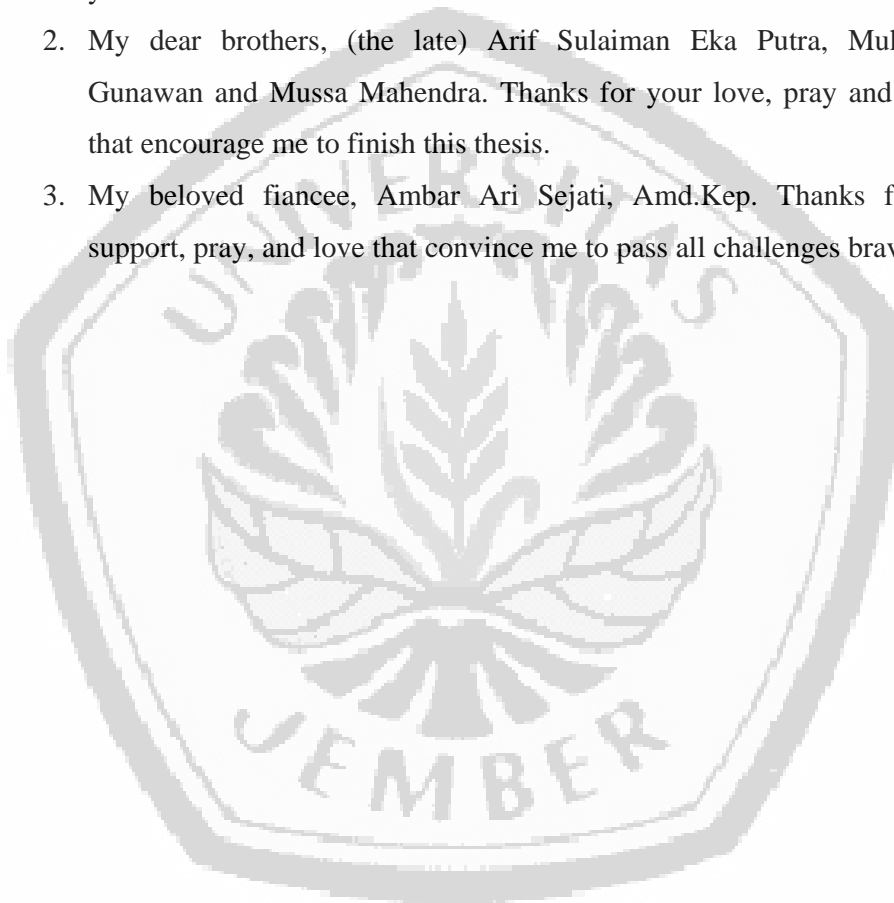 2. My dear brothers, (the late) Arif Sulaiman Eka Putra,
Gunawan and Mussa Mahendra. Thanks for your love, pray and
that encourage me to finish this thesis.
3. My beloved fiancee, Ambar Ari Sejati, Amd.Kep. Thanks
support, pray, and love that convince me to pass all challenges
UNIVERSITAS
JEMBER